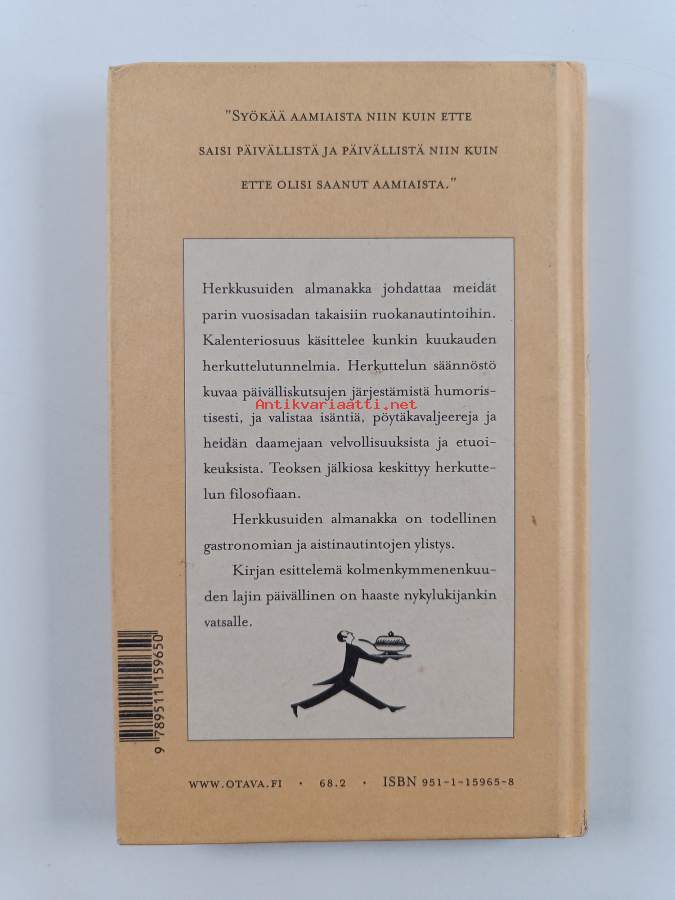 "Syökää aamiaista niin kuin ette
saisi päivällistä ja päivällistä niin kuin
ette olisi saanut aamiaista."
Herkkusuiden almanakka johdattaa meidät
parin vuosisadan takaisiin ruokanautintoihin.
Kalenteriosuus käsittelee kunkin kuukauden
herkuttelutunnelmia. Herkuttelun säännöstö
kuvaa päivälliskutsujen järjestämistä humoris-
Antikvariaatti.net
tisesti, ja valistaa isäntiä, pöytäkavaljeereja ja
heidän daamejaan velvollisuuksista ja etuoi-
keuksista. Teoksen jälkiosa keskittyy herkutte-
lun filosofiaan.
Herkkusuiden almanakka on todellinen
gastronomian ja aistinautintojen ylistys.
Kirjan esittelemä kolmenkymmenenkuu-
den lajin päivällinen on haaste nykylukijankin
vatsalle.
9 789511 159650
www.otava.fi · 68.2 · ISBN 951-1-15965-8